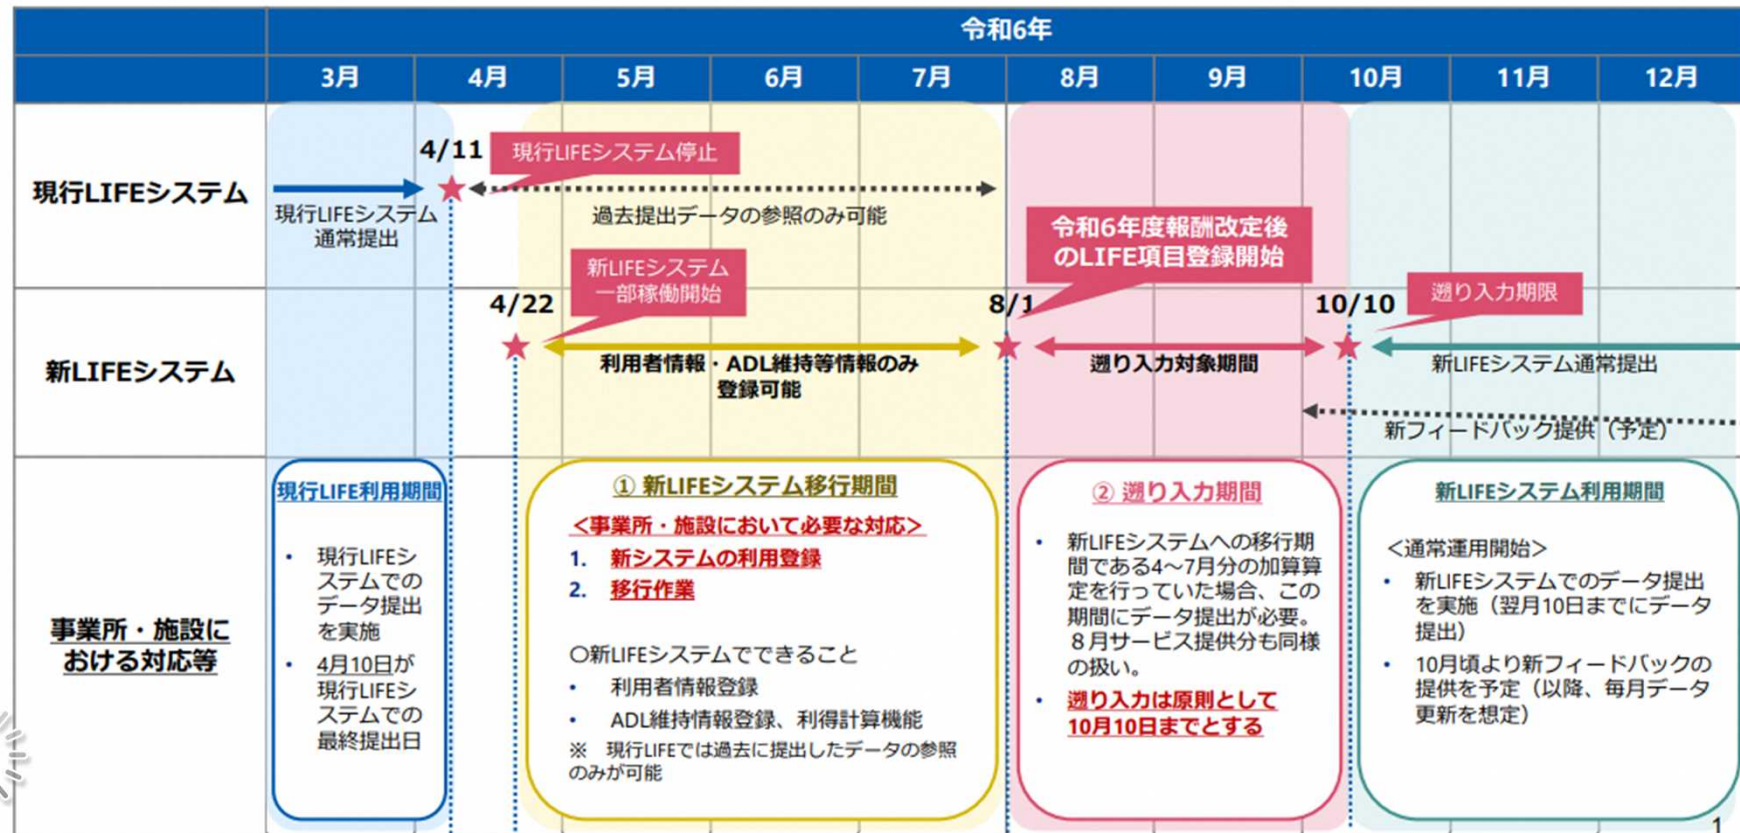 令和6年
3月 4月 5月 6月 7月 8月 9月 10月 11月 12月
現行LIFEシステム
4/11
現行LIFEシステム停止
現行LIFEシステム
通常提出
過去提出データの参照のみ可能
令和6年度報酬改定後
のLIFE項目登録開始
新LIFEシステム
一部稼働開始
新LIFEシステム
4/22
8/1
10/10
遡り入力期限
利用者情報・ADL維持等情報のみ
登録可能
遡り入力対象期間
新LIFEシステム通常提出
新フィードバック提供（予定）
事業所・施設に
おける対応等
現行LIFE利用期間
• 現行LIFEシ
ステムでの
データ提出
を実施
• 4月10日が
現行LIFEシ
ステムでの
最終提出日
① 新LIFEシステム移行期間
＜事業所・施設において必要な対応＞
1. 新システムの利用登録
2. 移行作業
〇新LIFEシステムでできること
• 利用者情報登録
• ADL維持情報登録、利得計算機能
※ 現行LIFEでは過去に提出したデータの参照
のみが可能
② 遡り入力期間
• 新LIFEシステムへの移行期
間である4～7月分の加算算
定を行っていた場合、この
期間にデータ提出が必要。
８月サービス提供分も同様
の扱い。
• 遡り入力は原則として
10月10日までとする
新LIFEシステム利用期間
＜通常運用開始＞
• 新LIFEシステムでのデータ提出
を実施（翌月10日までにデータ
提出）
• 10月頃より新フィードバックの
提供を予定（以降、毎月データ
更新を想定）
1